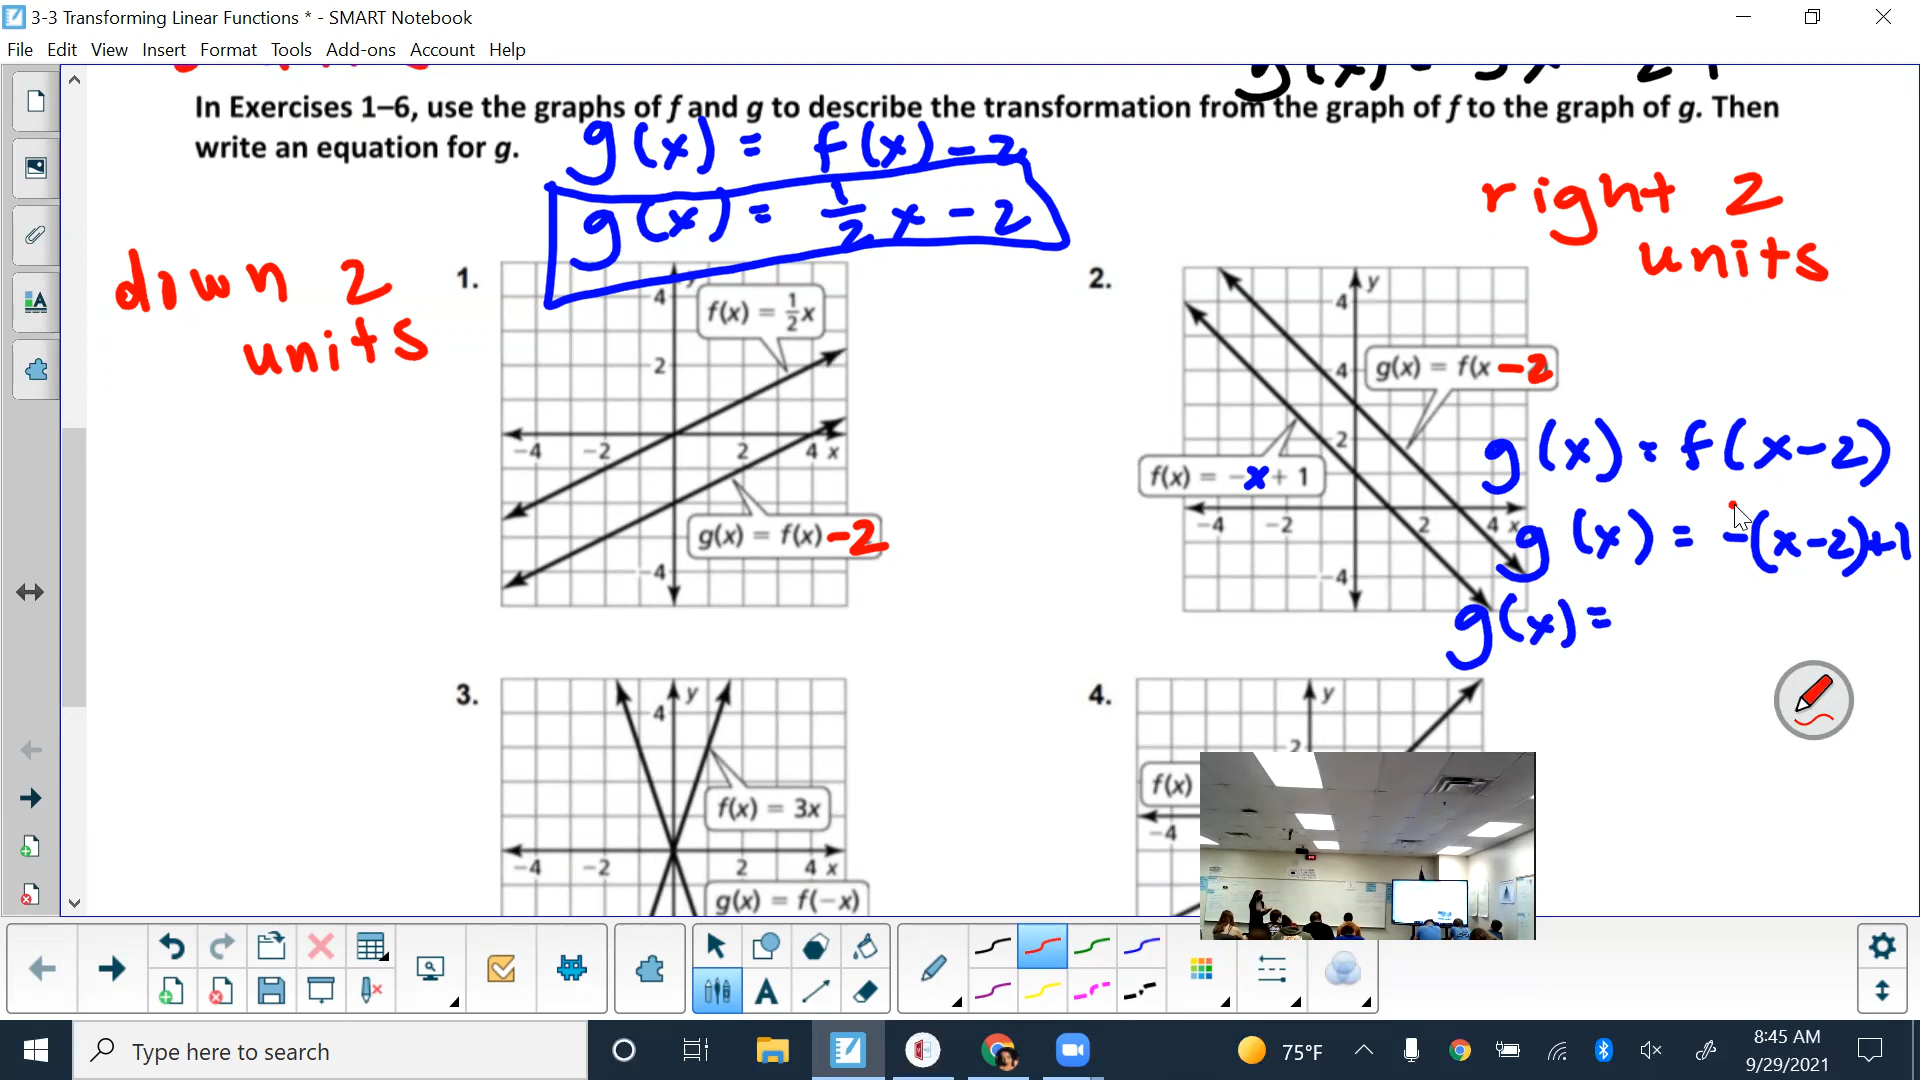 3-3 Transforming Linear Functions * - SMART Notebook
File Edit View Insert Format Tools Add-ons Account Help
In Exercises 1–6, use the graphs of f and g to describe the transformation from the graph of f to the graph of g. Then
write an equation for g.
g(x) = f(x) - 2
g(x) = 1/2 x - 2
down 2
units
right 2
units
1.
y
4
2
-4 -2 2 4 x
-4
f(x) = 1/2 x
g(x) = f(x) -2
2.
y
4
4
2
-4 -2 2 4 x
-4
g(x) = f(x -2
f(x) = -x + 1
g(x) = f(x-2)
g(x) = -(x-2)+1
g(x) =
3.
y
4
-4 -2 2 4 x
f(x) = 3x
g(x) = f(-x)
4.
y
2
f(x)
-4
Type here to search
75°F
8:45 AM
9/29/2021